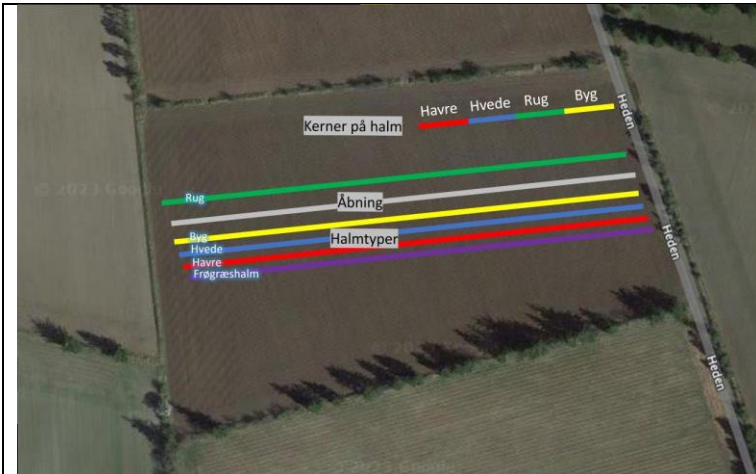 Havre Hvede Rug Byg
Kerner på halm
Heden
Rug
Åbning
Byg
Halmtyper
Hvede
Havre
Frøgræshalm
Heden
Heden